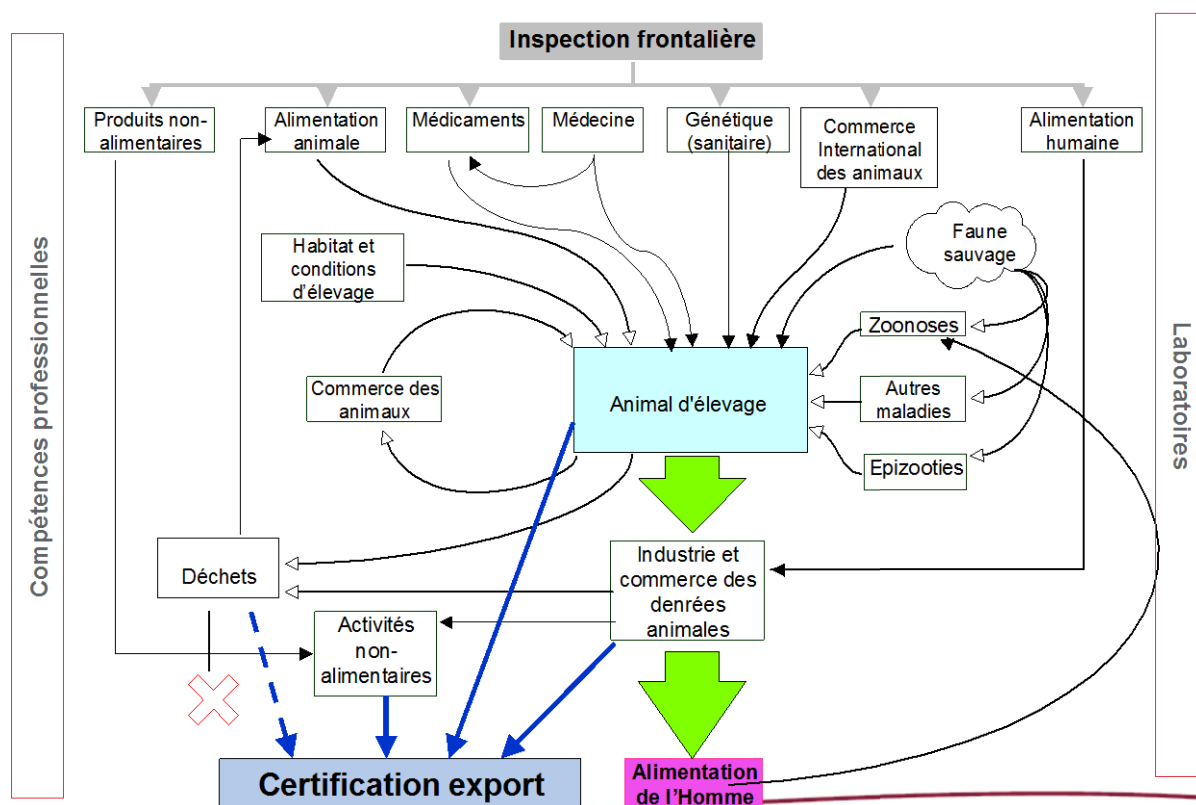 Inspection frontalière
Compétences professionnelles
Laboratoires
Produits non-
alimentaires
Alimentation
animale
Médicaments
Médecine
Génétique
(sanitaire)
Commerce
International
des animaux
Alimentation
humaine
Habitat et
conditions
d'élevage
Faune
sauvage
Zoonoses
Commerce des
animaux
Animal d'élevage
Autres
maladies
Epizooties
Déchets
Industrie et
commerce des
denrées
animales
Activités
non-
alimentaires
Certification export
Alimentation
de l'Homme